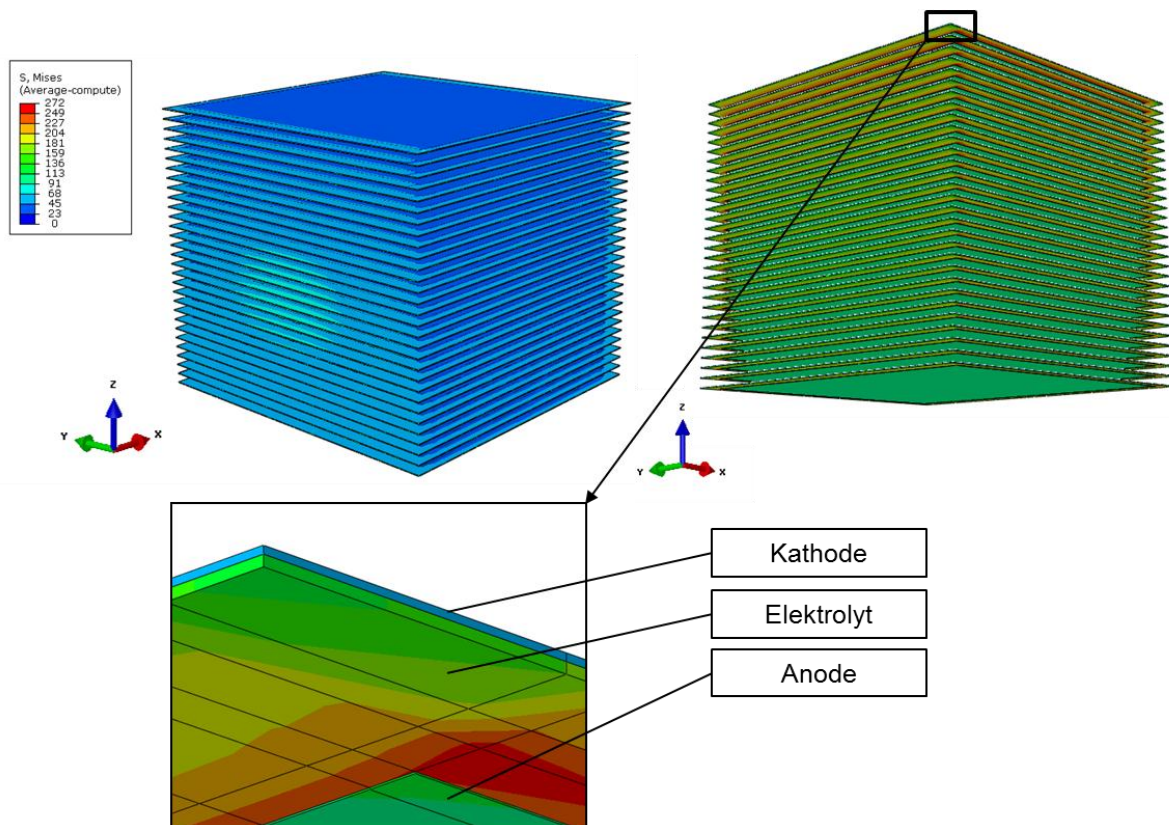 S, Mises
(Average-compute)
272
249
227
204
181
159
136
113
91
68
45
23
0
Z
Y
X
Z
Y
X
Kathode
Elektrolyt
Anode